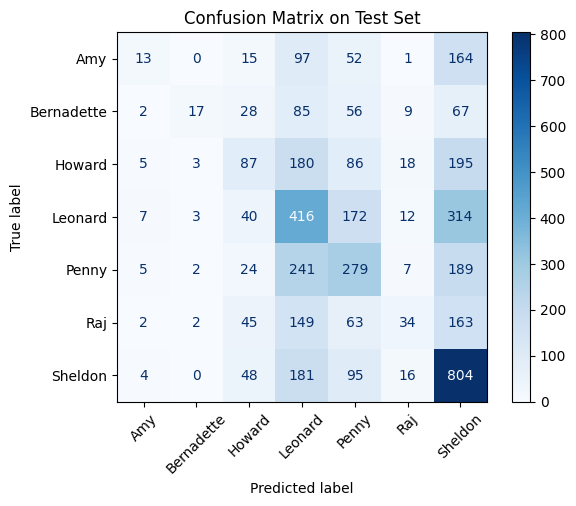 Confusion Matrix on Test Set
True label
Amy 13 0 15 97 52 1 164
Bernadette 2 17 28 85 56 9 67
Howard 5 3 87 180 86 18 195
Leonard 7 3 40 416 172 12 314
Penny 5 2 24 241 279 7 189
Raj 2 2 45 149 63 34 163
Sheldon 4 0 48 181 95 16 804
Amy Bernadette Howard Leonard Penny Raj Sheldon
Predicted label
800
700
600
500
400
300
200
100
0